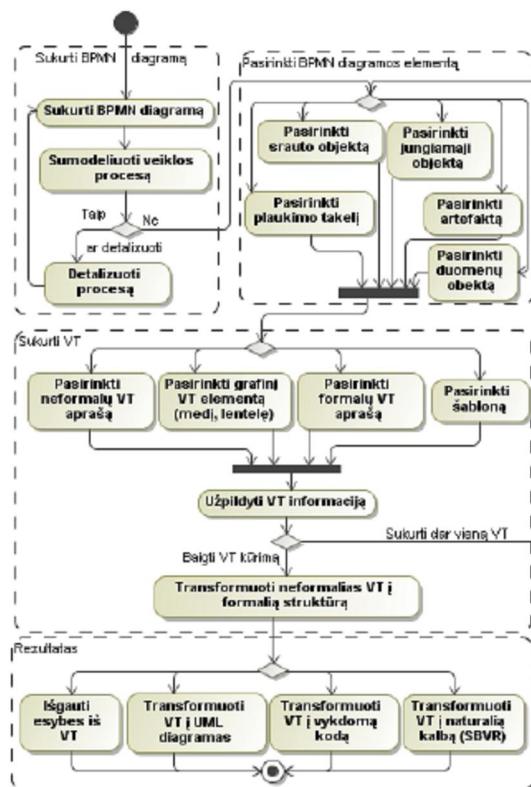 Sukurti BPMN diagramą
Pasirinkti BPMN diagramos elementą
Sukurti BPMN diagramą
Sumodeliuoti veiklos
procesą
Taip
Ne
ar detalizuoti
Detalizuoti
procesą
Pasirinkti
srauto objektą
Pasirinkti
jungiamąjį
objektą
Pasirinkti
plaukimo takelį
Pasirinkti
artefaktą
Pasirinkti
duomenų
obektą
Sukurti VT
Pasirinkti
neformalų VT
aprašą
Pasirinkti grafinį
VT elementą
(medį, lentelę)
Pasirinkti
formalų VT
aprašą
Pasirinkti
šabloną
Užpildyti VT informaciją
Sukurti dar vieną VT
Baigti VT kūrimą
Transformuoti neformalias VT į
formalią struktūrą
Rezultatas
Išgauti
esybes iš
VT
Transformuoti
VT į UML
diagramas
Transformuoti
VT į vykdomą
kodą
Transformuoti
VT į naturalią
kalbą (SBVR)